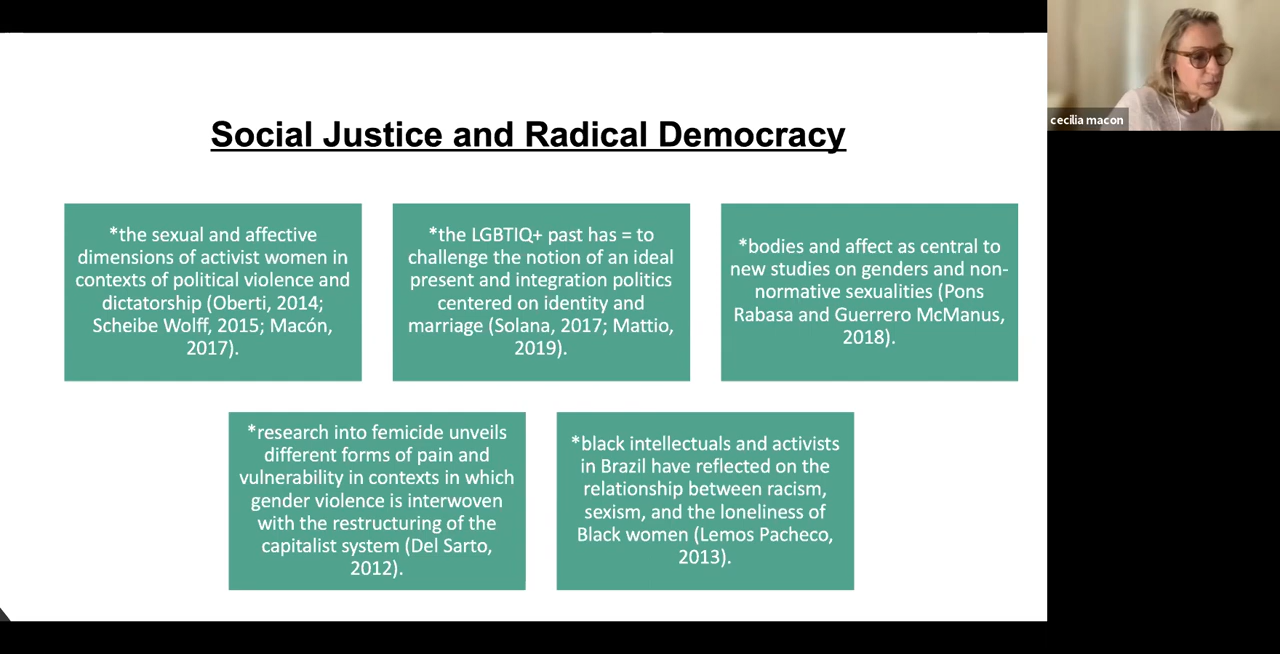 Social Justice and Radical Democracy
*the sexual and affective
dimensions of activist women in
contexts of political violence and
dictatorship (Oberti, 2014;
Scheibe Wolff, 2015; Macón,
2017).
*the LGBTIQ+ past has = to
challenge the notion of an ideal
present and integration politics
centered on identity and
marriage (Solana, 2017; Mattio,
2019).
*bodies and affect as central to
new studies on genders and non-
normative sexualities (Pons
Rabasa and Guerrero McManus,
2018).
*research into femicide unveils
different forms of pain and
vulnerability in contexts in which
gender violence is interwoven
with the restructuring of the
capitalist system (Del Sarto,
2012).
*black intellectuals and activists
in Brazil have reflected on the
relationship between racism,
sexism, and the loneliness of
Black women (Lemos Pacheco,
2013).
cecilia macon